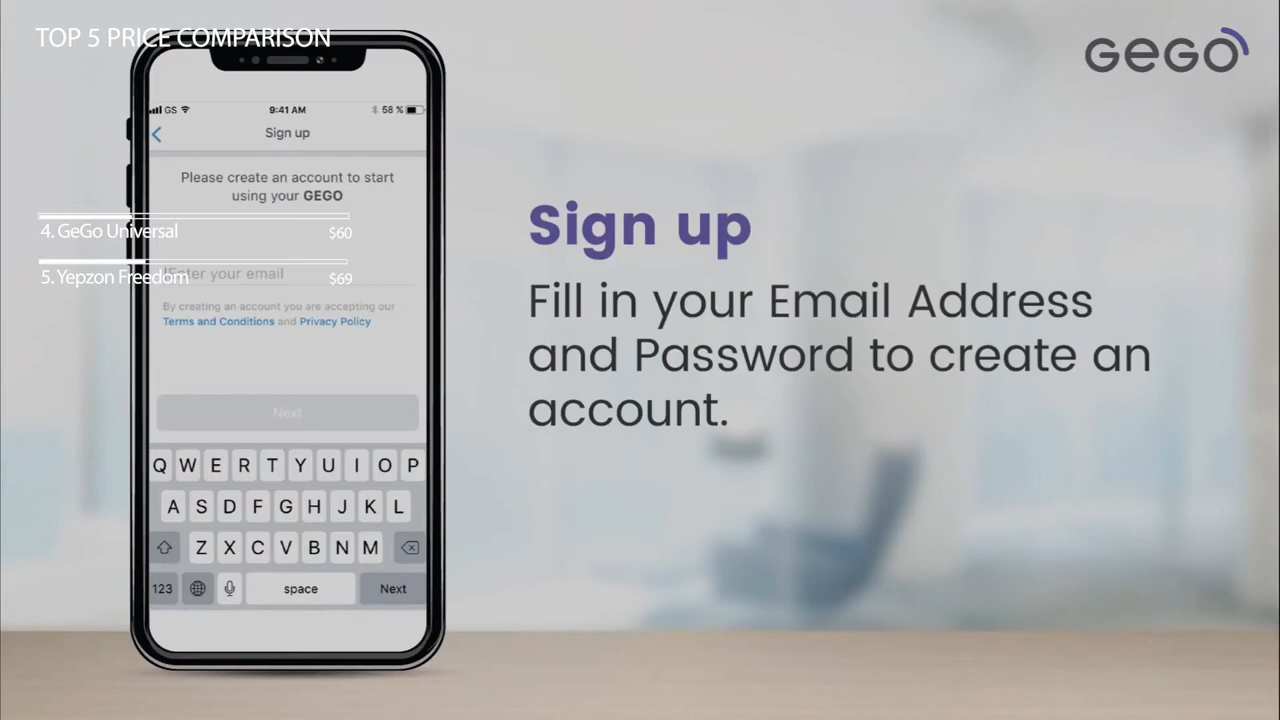 TOP 5 PRICE COMPARISON
GEGO
GS 9:41 AM 58 %
Sign up
Please create an account to start
using your GEGO
4. GeGo Universal $60
5. Yepzon Freedom $69
Enter your email
By creating an account you are accepting our
Terms and Conditions and Privacy Policy
Next
Q W E R T Y U I O P
A S D F G H J K L
Z X C V B N M
123 space Next
Sign up
Fill in your Email Address
and Password to create an
account.